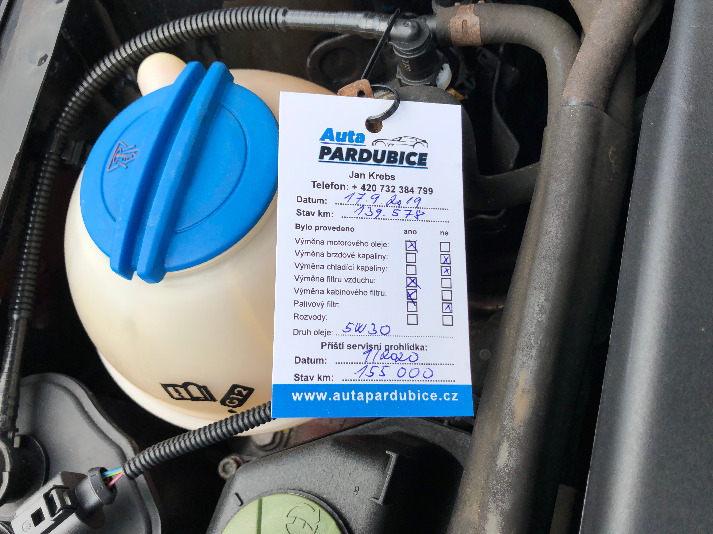 Auta
PARDUBICE
Jan Krebs
Telefon: + 420 732 384 799
Datum: 17.9.2019
Stav km: 139.578
Bylo provedeno ano ne
Výměna motorového oleje:
Výměna brzdové kapaliny:
Výměna chladící kapaliny:
Výměna filtru vzduchu:
Výměna kabinového filtru:
Palivový filtr:
Rozvody:
Druh oleje: 5W30
Příští servisní prohlídka:
Datum: 9/2020
Stav km: 155 000
www.autapardubice.cz
G12